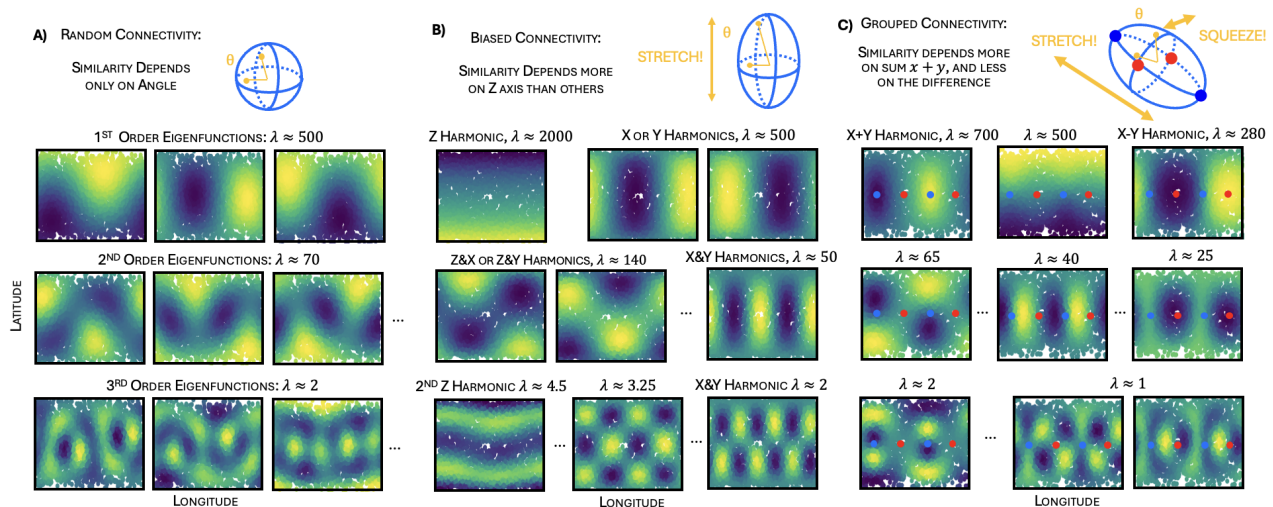 A) RANDOM CONNECTIVITY:
SIMILARITY DEPENDS
ONLY ON ANGLE
θ
1ST ORDER EIGENFUNCTIONS: λ ≈ 500
2ND ORDER EIGENFUNCTIONS: λ ≈ 70
...
3RD ORDER EIGENFUNCTIONS: λ ≈ 2
...
LATITUDE
LONGITUDE
B) BIASED CONNECTIVITY:
SIMILARITY DEPENDS MORE
ON Z AXIS THAN OTHERS
STRETCH!
θ
Z HARMONIC, λ ≈ 2000
X OR Y HARMONICS, λ ≈ 500
Z&X OR Z&Y HARMONICS, λ ≈ 140
...
X&Y HARMONICS, λ ≈ 50
2ND Z HARMONIC λ ≈ 4.5
...
λ ≈ 3.25
...
X&Y HARMONIC λ ≈ 2
LONGITUDE
C) GROUPED CONNECTIVITY:
SIMILARITY DEPENDS MORE
ON SUM x + y, AND LESS
ON THE DIFFERENCE
θ
STRETCH!
SQUEEZE!
X+Y HARMONIC, λ ≈ 700
λ ≈ 500
X-Y HARMONIC, λ ≈ 280
λ ≈ 65
...
λ ≈ 40
...
λ ≈ 25
λ ≈ 2
...
λ ≈ 1
LONGITUDE